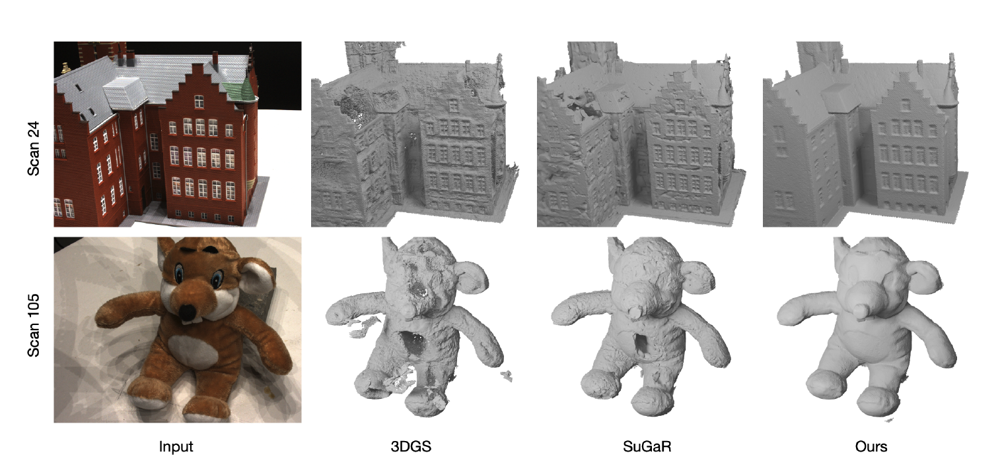 Scan 24
Scan 105
Input
3DGS
SuGaR
Ours